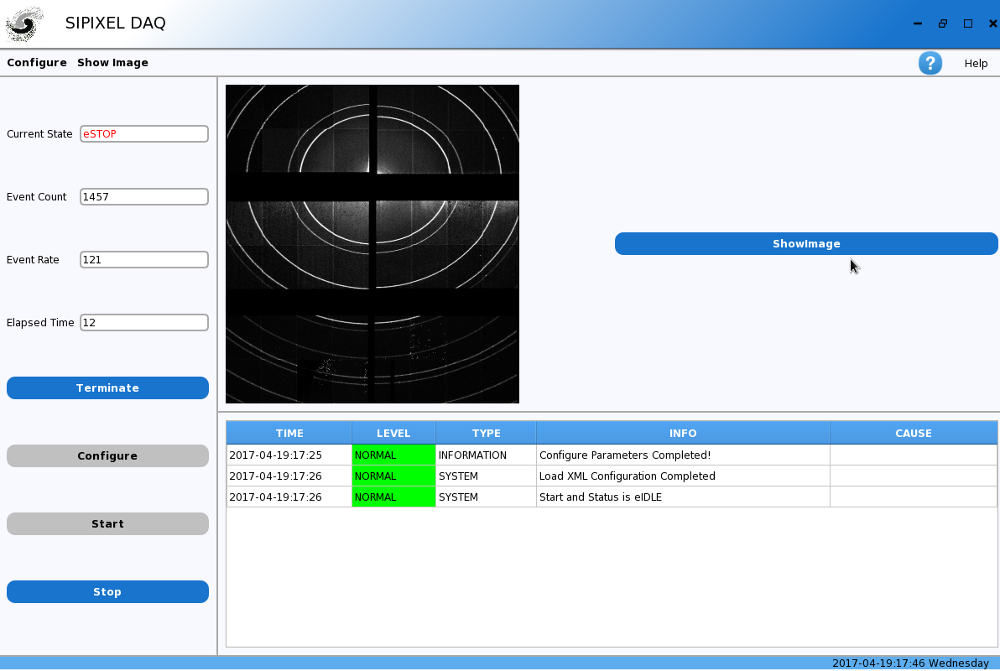 SIPIXEL DAQ
Configure Show Image
? Help
Current State eSTOP
Event Count 1457
Event Rate 121
Elapsed Time 12
Terminate
Configure
Start
Stop
ShowImage
TIME LEVEL TYPE INFO CAUSE
2017-04-19:17:25 NORMAL INFORMATION Configure Parameters Completed!
2017-04-19:17:26 NORMAL SYSTEM Load XML Configuration Completed
2017-04-19:17:26 NORMAL SYSTEM Start and Status is eIDLE
2017-04-19:17:46 Wednesday